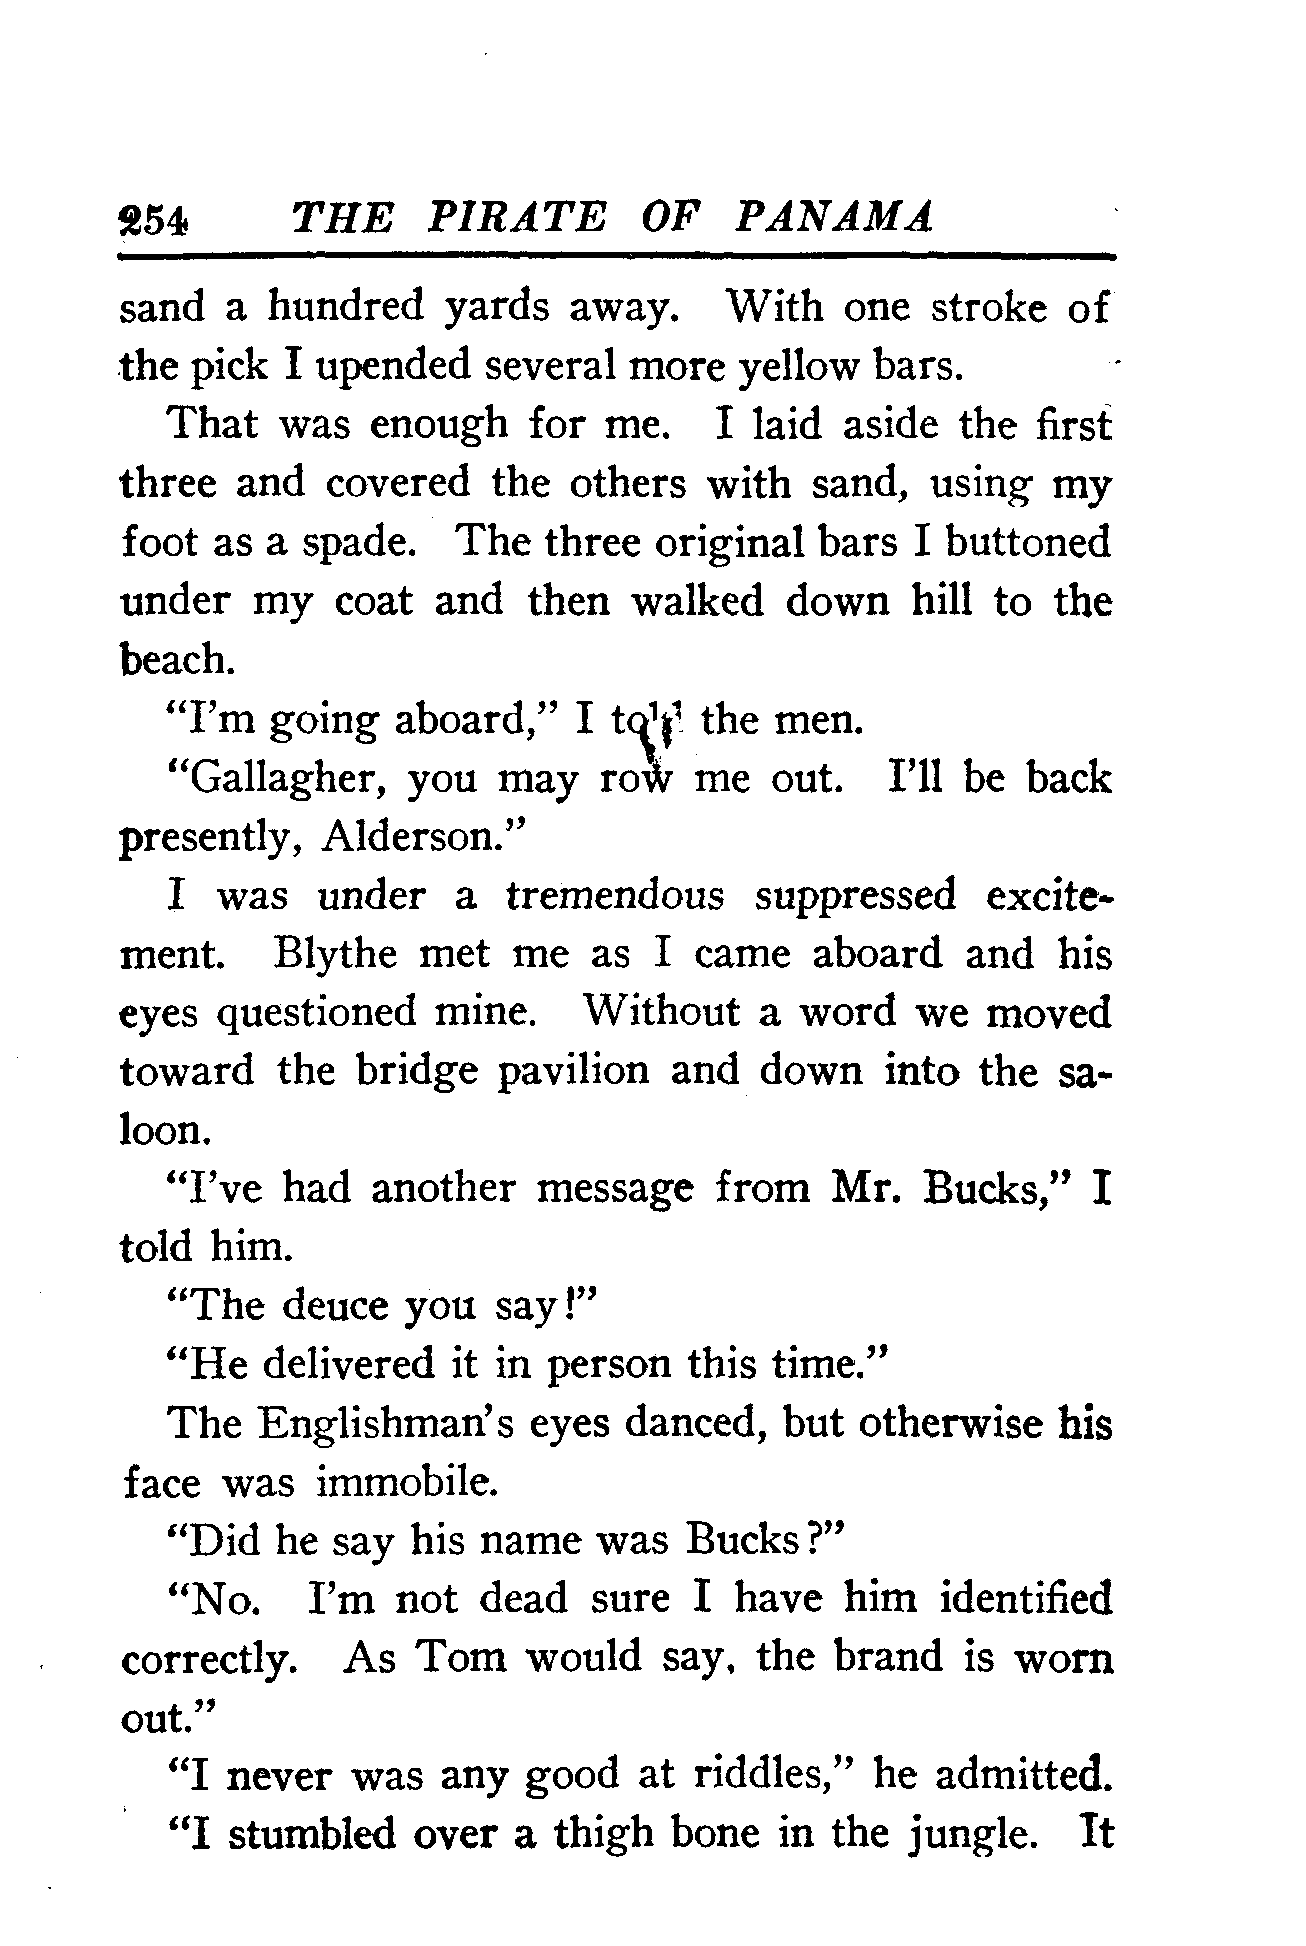 254 THE PIRATE OF PANAMA
sand a hundred yards away. With one stroke of
the pick I upended several more yellow bars.
That was enough for me. I laid aside the first
three and covered the others with sand, using my
foot as a spade. The three original bars I buttoned
under my coat and then walked down hill to the
beach.
“I’m going aboard,” I told the men.
“Gallagher, you may row me out. I’ll be back
presently, Alderson.”
I was under a tremendous suppressed excite-
ment. Blythe met me as I came aboard and his
eyes questioned mine. Without a word we moved
toward the bridge pavilion and down into the sa-
loon.
“I’ve had another message from Mr. Bucks,” I
told him.
“The deuce you say!”
“He delivered it in person this time.”
The Englishman’s eyes danced, but otherwise his
face was immobile.
“Did he say his name was Bucks?”
“No. I’m not dead sure I have him identified
correctly. As Tom would say, the brand is worn
out.”
“I never was any good at riddles,” he admitted.
“I stumbled over a thigh bone in the jungle. It